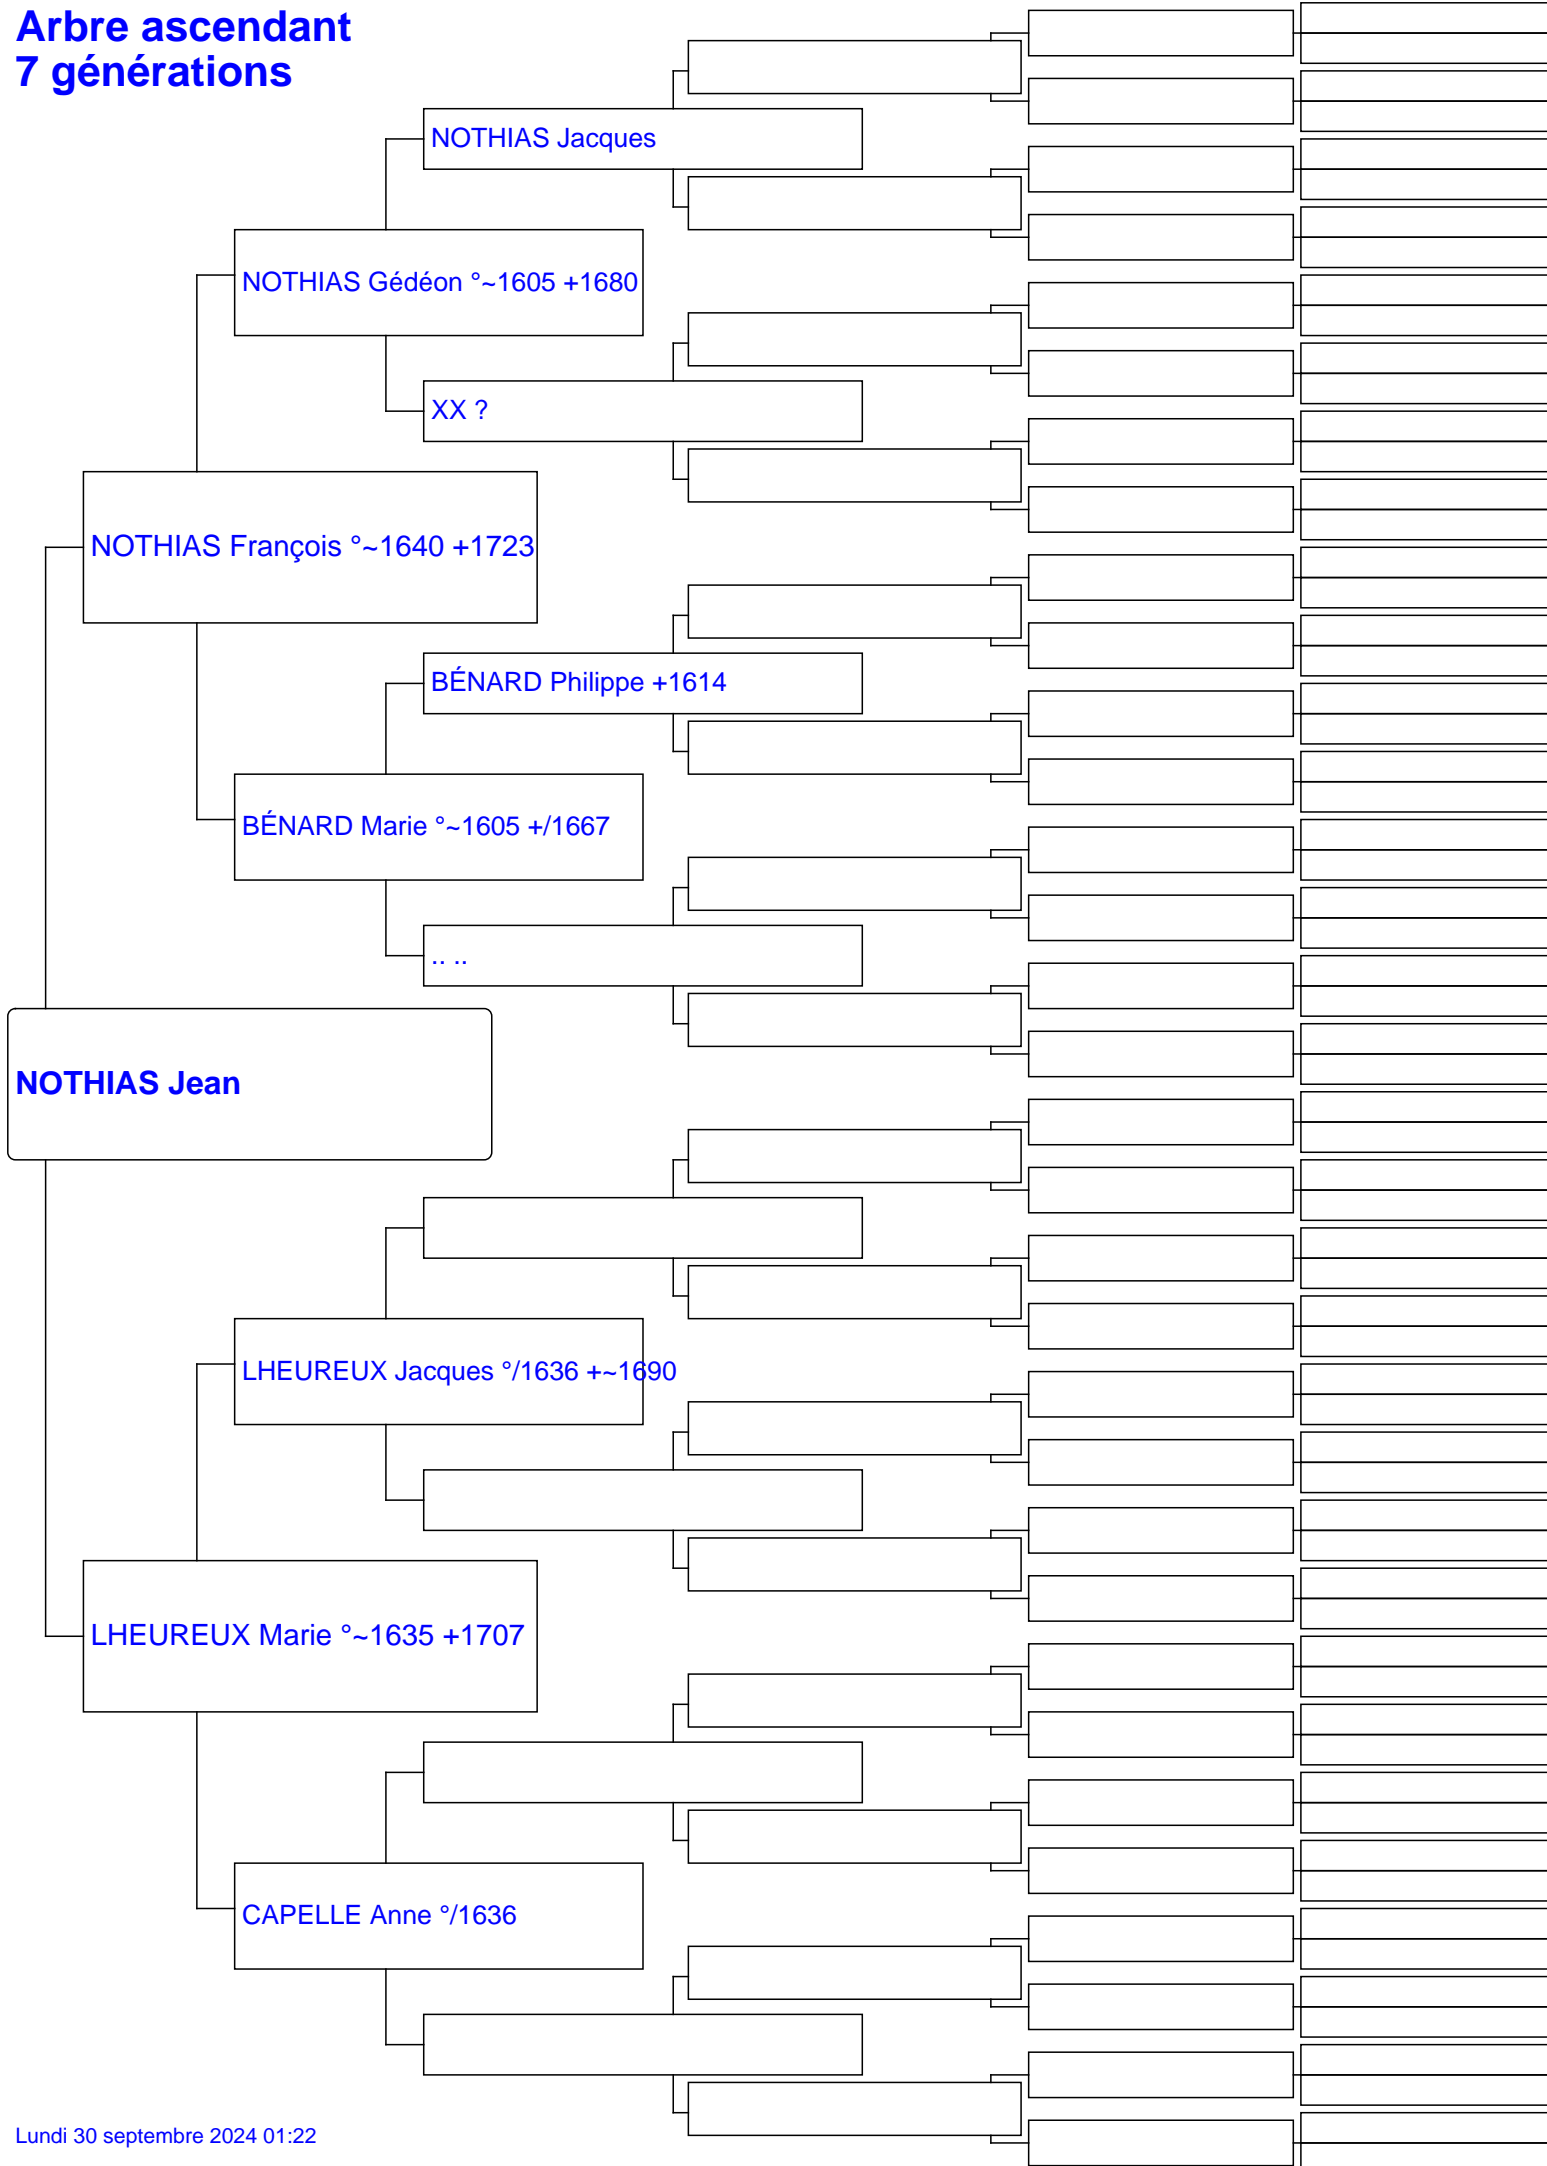 Arbre ascendant
7 générations
NOTHIAS Jacques
NOTHIAS Gédéon °~1605 +1680
XX ?
NOTHIAS François °~1640 +1723
BÉNARD Philippe +1614
BÉNARD Marie °~1605 +/1667
.. ..
NOTHIAS Jean
LHEUREUX Jacques °/1636 +~1690
LHEUREUX Marie °~1635 +1707
CAPELLE Anne °/1636
Lundi 30 septembre 2024 01:22